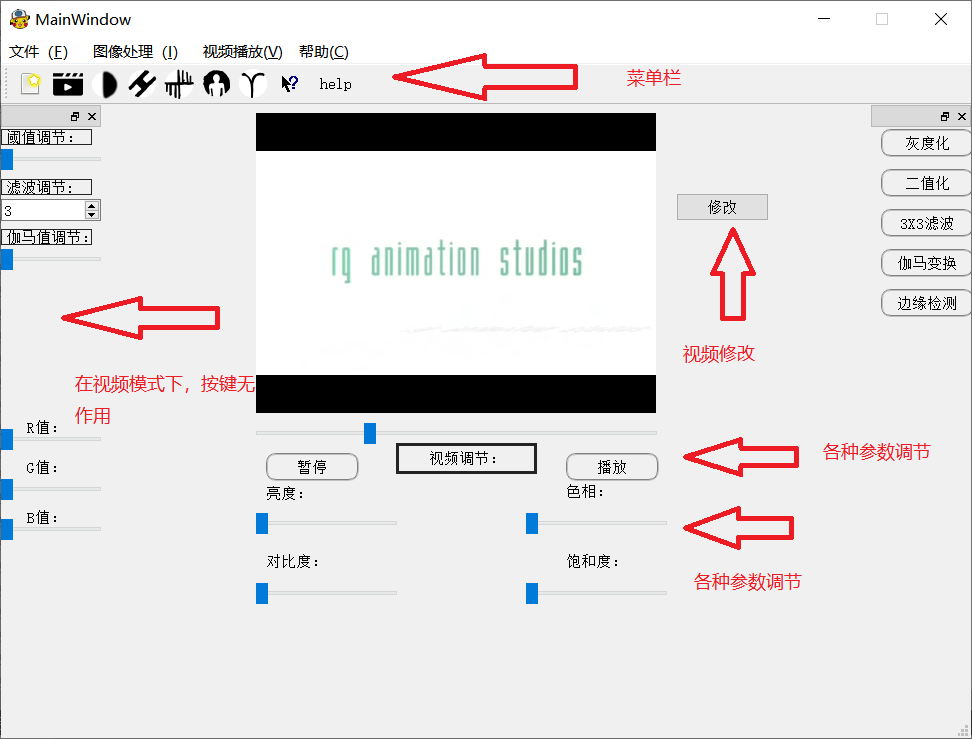 MainWindow
文件 (F) 图像处理 (I) 视频播放(V) 帮助(C)
help
菜单栏
阈值调节：
滤波调节：
3
伽马值调节：
rg animation studios
修改
视频修改
灰度化
二值化
3X3滤波
伽马变换
边缘检测
在视频模式下，按键无
作用
R值：
G值：
B值：
暂停
视频调节：
播放
各种参数调节
亮度：
色相：
对比度：
饱和度：
各种参数调节